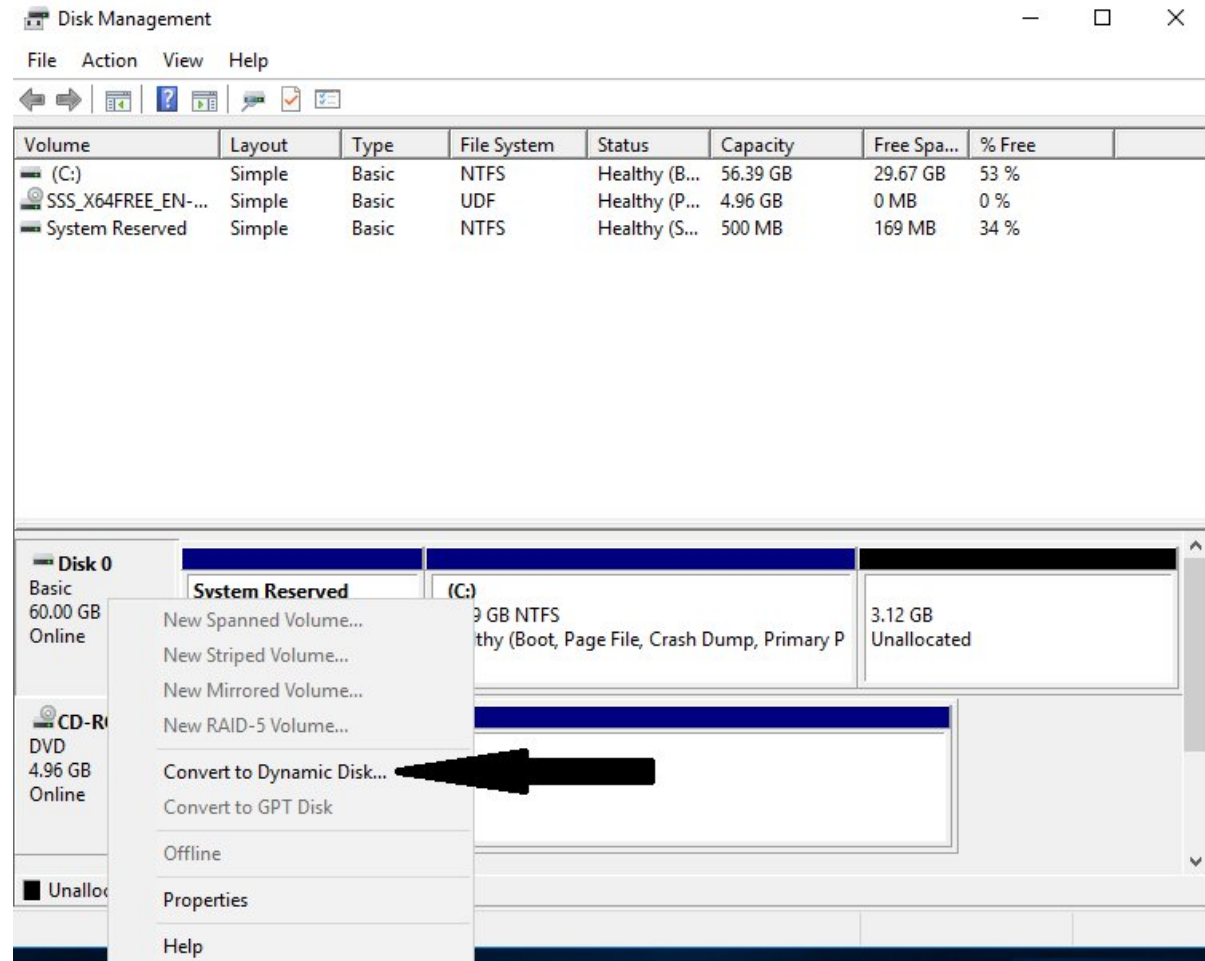 Disk Management
File Action View Help
Volume Layout Type File System Status Capacity Free Spa... % Free
(C:) Simple Basic NTFS Healthy (B... 56.39 GB 29.67 GB 53 %
SSS_X64FREE_EN-... Simple Basic UDF Healthy (P... 4.96 GB 0 MB 0 %
System Reserved Simple Basic NTFS Healthy (S... 500 MB 169 MB 34 %
Disk 0
Basic
60.00 GB
Online
System Reserved
(C:)
9 GB NTFS
thy (Boot, Page File, Crash Dump, Primary P
3.12 GB
Unallocated
New Spanned Volume...
New Striped Volume...
New Mirrored Volume...
New RAID-5 Volume...
Convert to Dynamic Disk...
Convert to GPT Disk
Offline
Properties
Help
CD-R
DVD
4.96 GB
Online
Unalloc